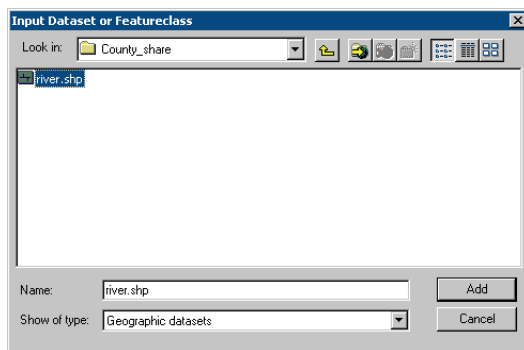 Input Dataset or Featureclass
Look in: County_share
river.shp
Name: river.shp Add
Show of type: Geographic datasets Cancel